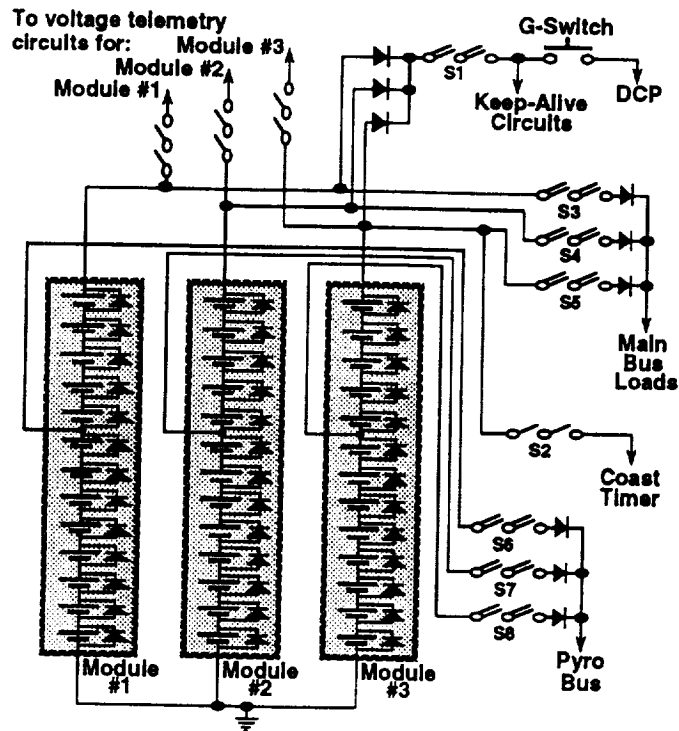 To voltage telemetry
circuits for:
Module #3
Module #2
Module #1
G-Switch
S1
Keep-Alive
Circuits
DCP
S3
S4
S5
Main
Bus
Loads
S2
Coast
Timer
S6
S7
S8
Pyro
Bus
Module
#1
Module
#2
Module
#3